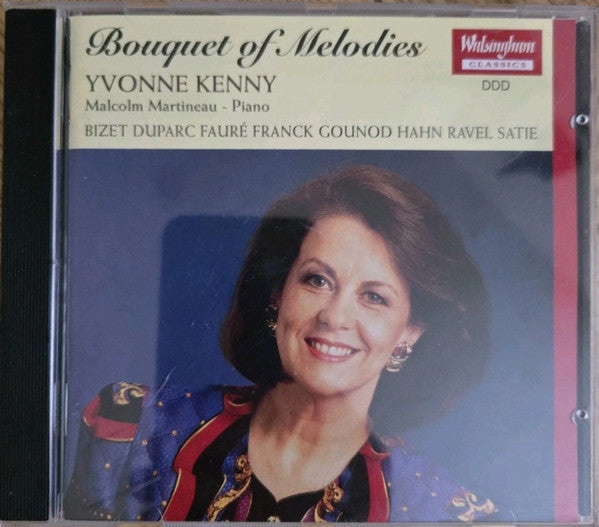 Bouquet of Melodies
YVONNE KENNY
Malcolm Martineau - Piano
BIZET DUPARC FAURÉ FRANCK GOUNOD HAHN RAVEL SATIE
Walsingham
CLASSICS
DDD